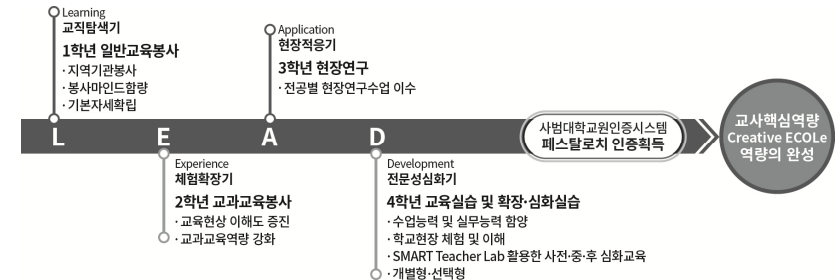 Learning
교직탐색기
1학년 일반교육봉사
· 지역기관봉사
· 봉사마인드함량
· 기본자세확립
Application
현장적응기
3학년 현장연구
· 전공별 현장연구수업 이수
L E A D
사범대학교원인증시스템
페스탈로치 인증획득
교사핵심역량
Creative ECOLe
역량의 완성
Experience
체험확장기
2학년 교과교육봉사
· 교육현상 이해도 증진
· 교과교육역량 강화
Development
전문성심화기
4학년 교육실습 및 확장·심화실습
· 수업능력 및 실무능력 함양
· 학교현장 체험 및 이해
· SMART Teacher Lab 활용한 사전·중·후 심화교육
· 개별형·선택형